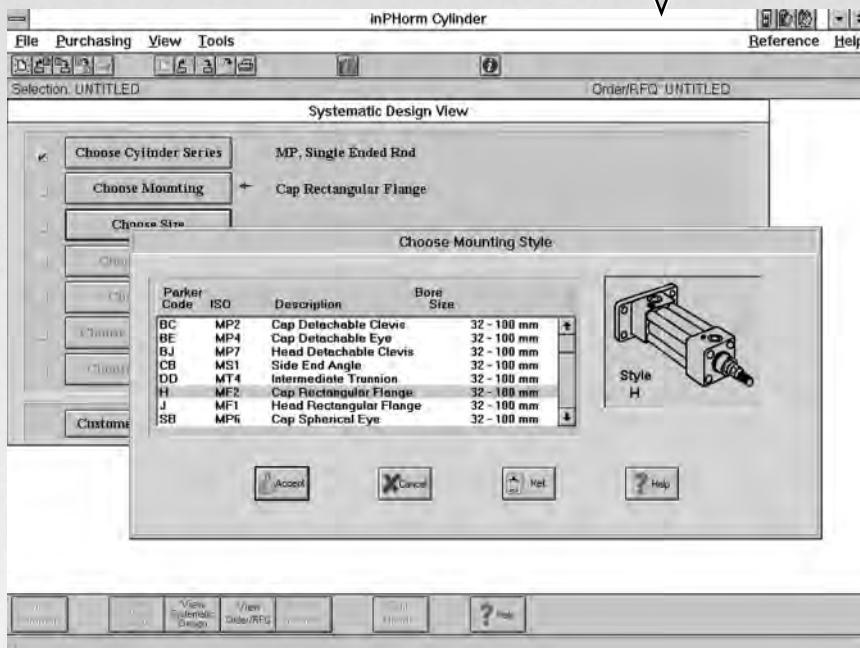 inPHorm Cylinder
File Purchasing View Tools Reference Help
Selection: UNTITLED Order/RFQ: UNTITLED
Systematic Design View
Choose Cylinder Series MP, Single Ended Rod
Choose Mounting Cap Rectangular Flange
Choose Size
Choose Mounting Style
Parker Code ISO Description Bore Size
BC MP2 Cap Detachable Clevis 32 - 100 mm
BE MP4 Cap Detachable Eye 32 - 100 mm
BJ MP7 Head Detachable Clevis 32 - 100 mm
CB MS1 Side End Angle 32 - 100 mm
DD MT4 Intermediate Trunnion 32 - 100 mm
H MF2 Cap Rectangular Flange 32 - 100 mm
J MF1 Head Rectangular Flange 32 - 100 mm
SB MP6 Cap Spherical Eye 32 - 100 mm
Style
H
Choose
Custome
Accept Cancel Ref. Help
View Systematic Design View Order/RFQ Help